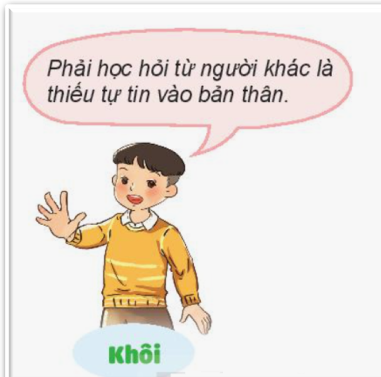 Phải học hỏi từ người khác là
thiếu tự tin vào bản thân.
Khôi